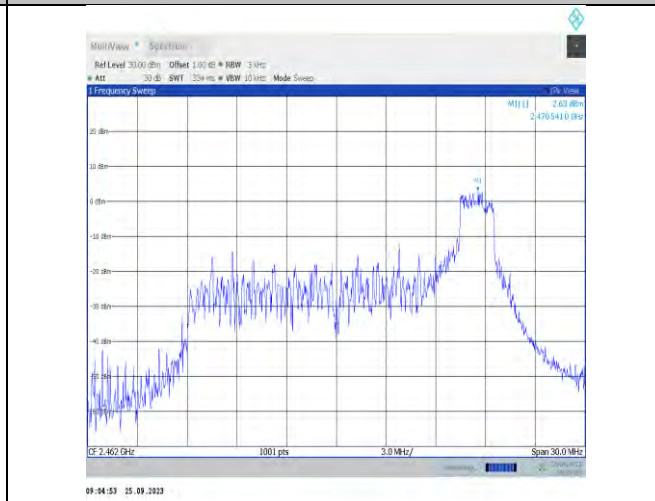 MultiView Spectrum
Ref Level 30.00 dBm Offset 1.00 dB RBW 3 kHz
Att 30 dB SWT VBW 10 kHz Mode Sweep
1 Frequency Sweep 1Pk View
M1[1] 2.63 dBm
2.4705410 GHz
20 dBm
10 dBm
M1
0 dBm
-10 dBm
-20 dBm
-30 dBm
-40 dBm
CF 2.462 GHz 1001 pts 3.0 MHz/ Span 30.0 MHz
09:04:53 25.09.2023